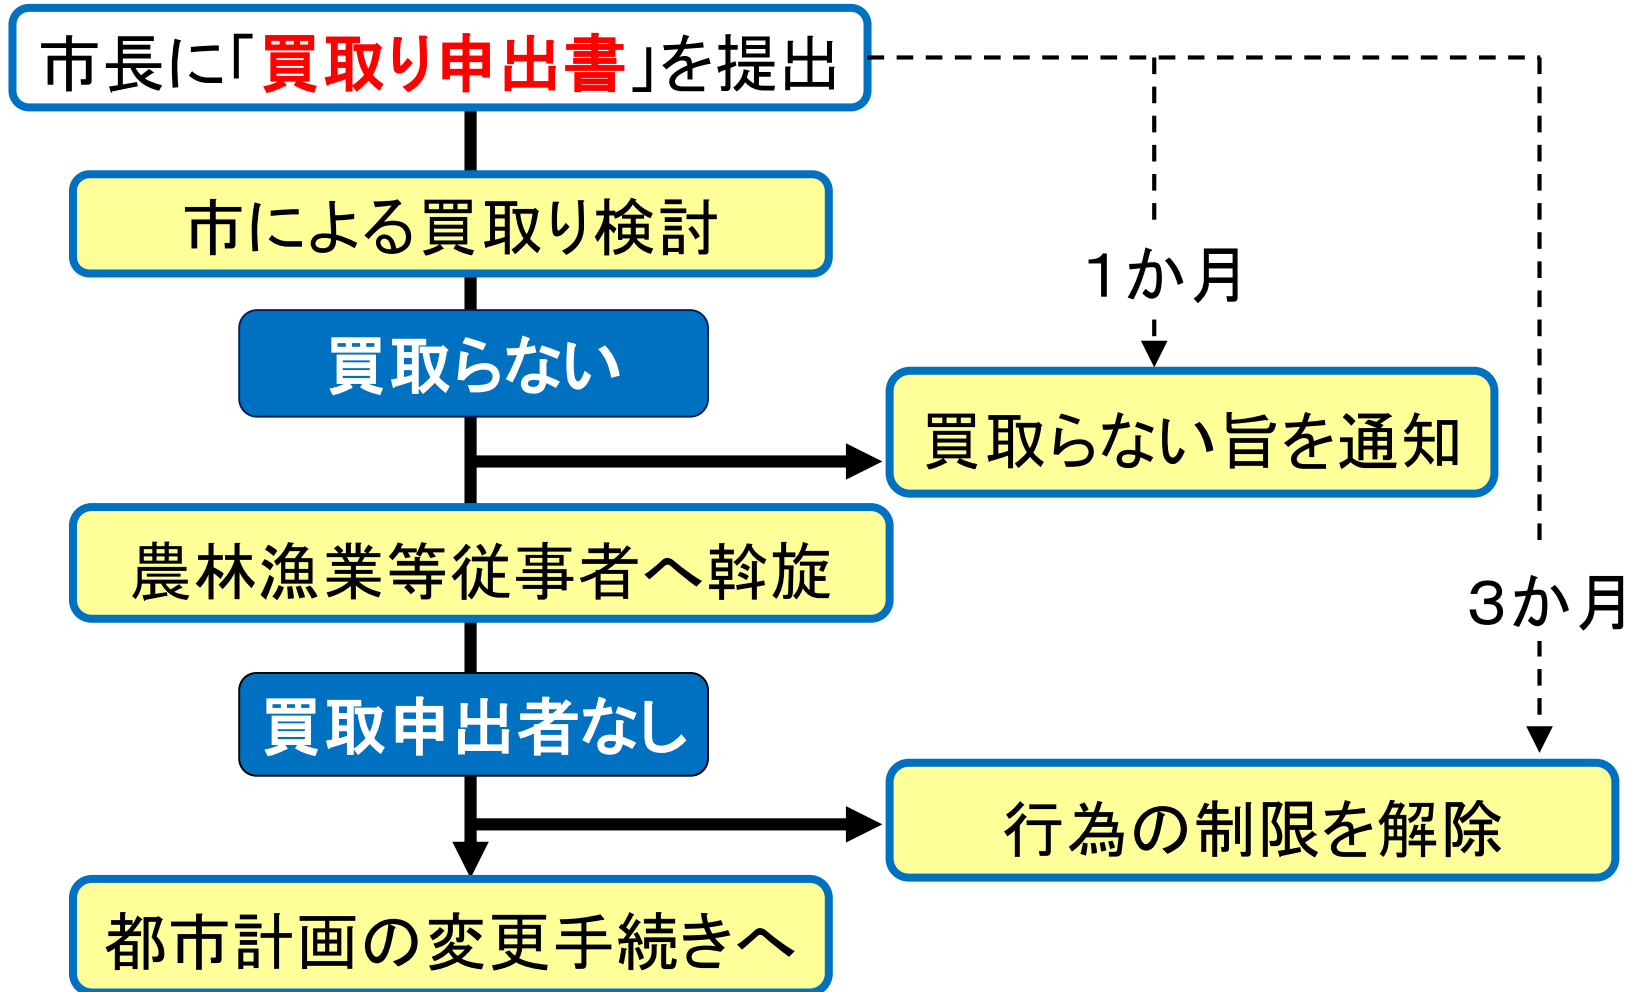 市長に「買取り申出書」を提出
市による買取り検討
1か月
買取らない
買取らない旨を通知
農林漁業等従事者へ斡旋
3か月
買取申出者なし
行為の制限を解除
都市計画の変更手続きへ